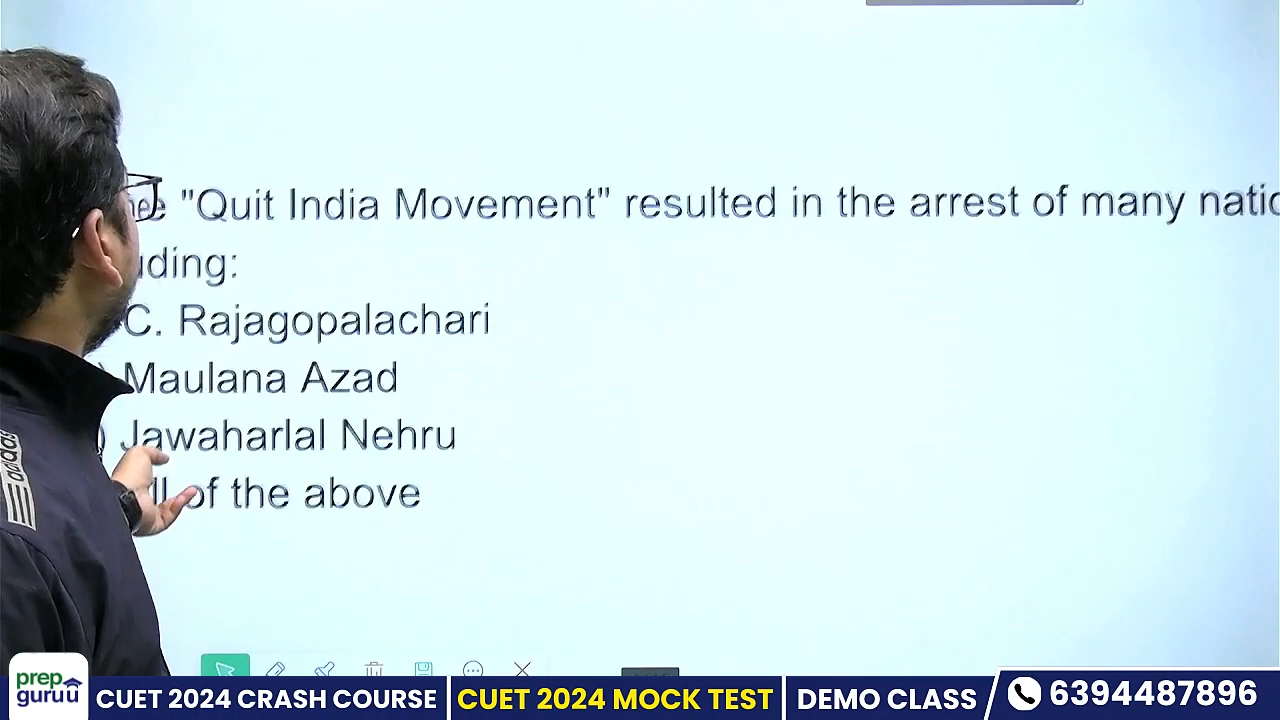 "Quit India Movement" resulted in the arrest of many
C. Rajagopalachari
Maulana Azad
Jawaharlal Nehru
of the above
adidas
prep
guru
CUET 2024 CRASH COURSE
CUET 2024 MOCK TEST
DEMO CLASS
6394487896